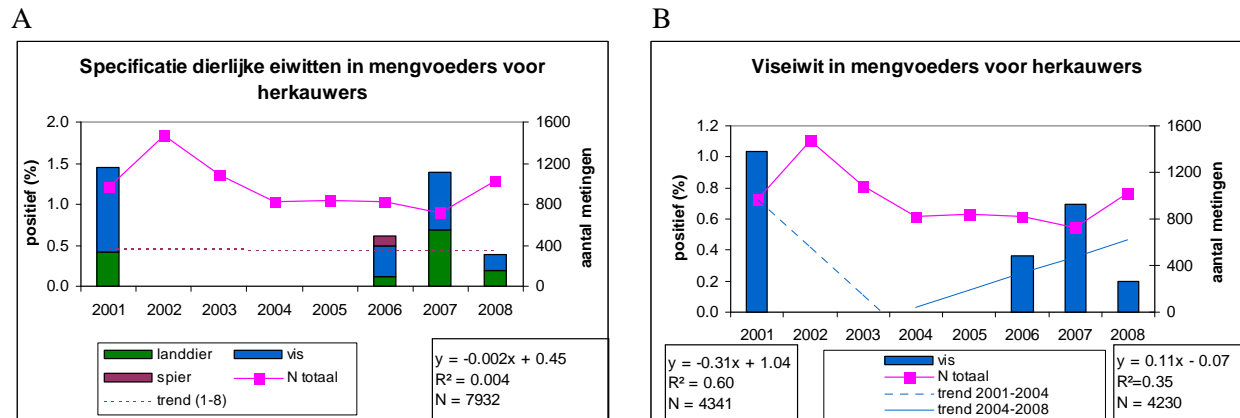 A
Specificatie dierlijke eiwitten in mengvoeders voor
herkauwers
positief (%)
2.0
1.5
1.0
0.5
0.0
1600
1200
800
400
0
aantal metingen
2001 2002 2003 2004 2005 2006 2007 2008
landdier
vis
spier
N totaal
trend (1-8)
y = -0.002x + 0.45
R² = 0.004
N = 7932
B
Viseiwit in mengvoeders voor herkauwers
positief (%)
1.2
1.0
0.8
0.6
0.4
0.2
0.0
1600
1200
800
400
0
aantal metingen
2001 2002 2003 2004 2005 2006 2007 2008
y = -0.31x + 1.04
R² = 0.60
N = 4341
vis
N totaal
trend 2001-2004
trend 2004-2008
y = 0.11x - 0.07
R²=0.35
N = 4230